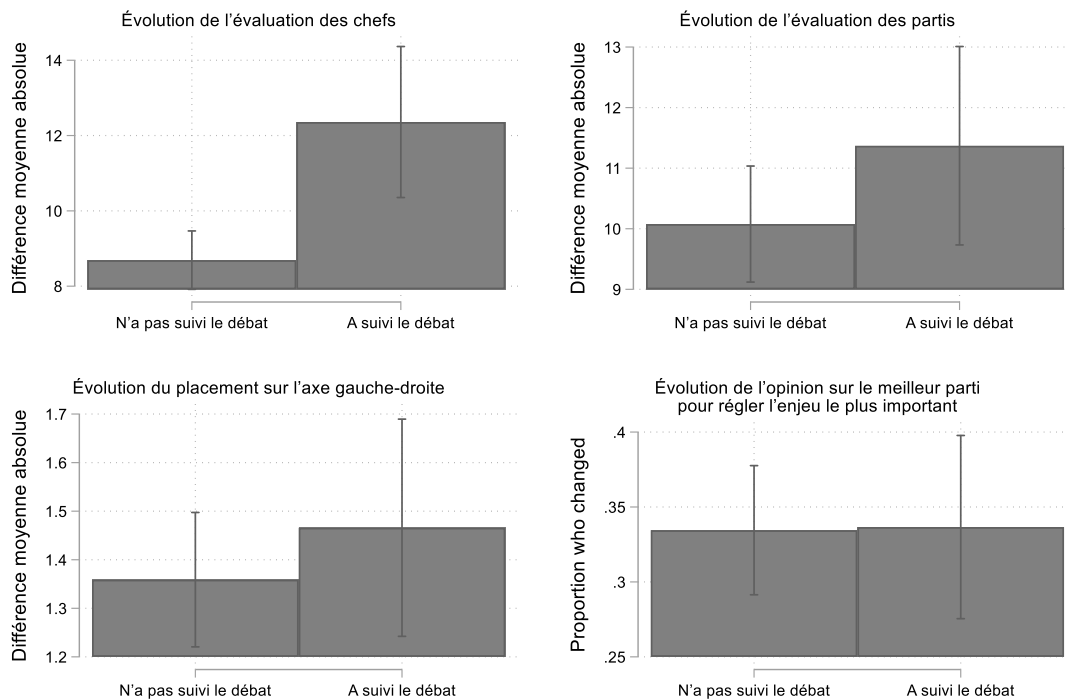 Évolution de l’évaluation des chefs
Différence moyenne absolue
14
12
10
8
N’a pas suivi le débat
A suivi le débat
Évolution de l’évaluation des partis
Différence moyenne absolue
13
12
11
10
9
N’a pas suivi le débat
A suivi le débat
Évolution du placement sur l’axe gauche-droite
Différence moyenne absolue
1.7
1.6
1.5
1.4
1.3
1.2
N’a pas suivi le débat
A suivi le débat
Évolution de l’opinion sur le meilleur parti
pour régler l’enjeu le plus important
Proportion who changed
.4
.35
.3
.25
N’a pas suivi le débat
A suivi le débat